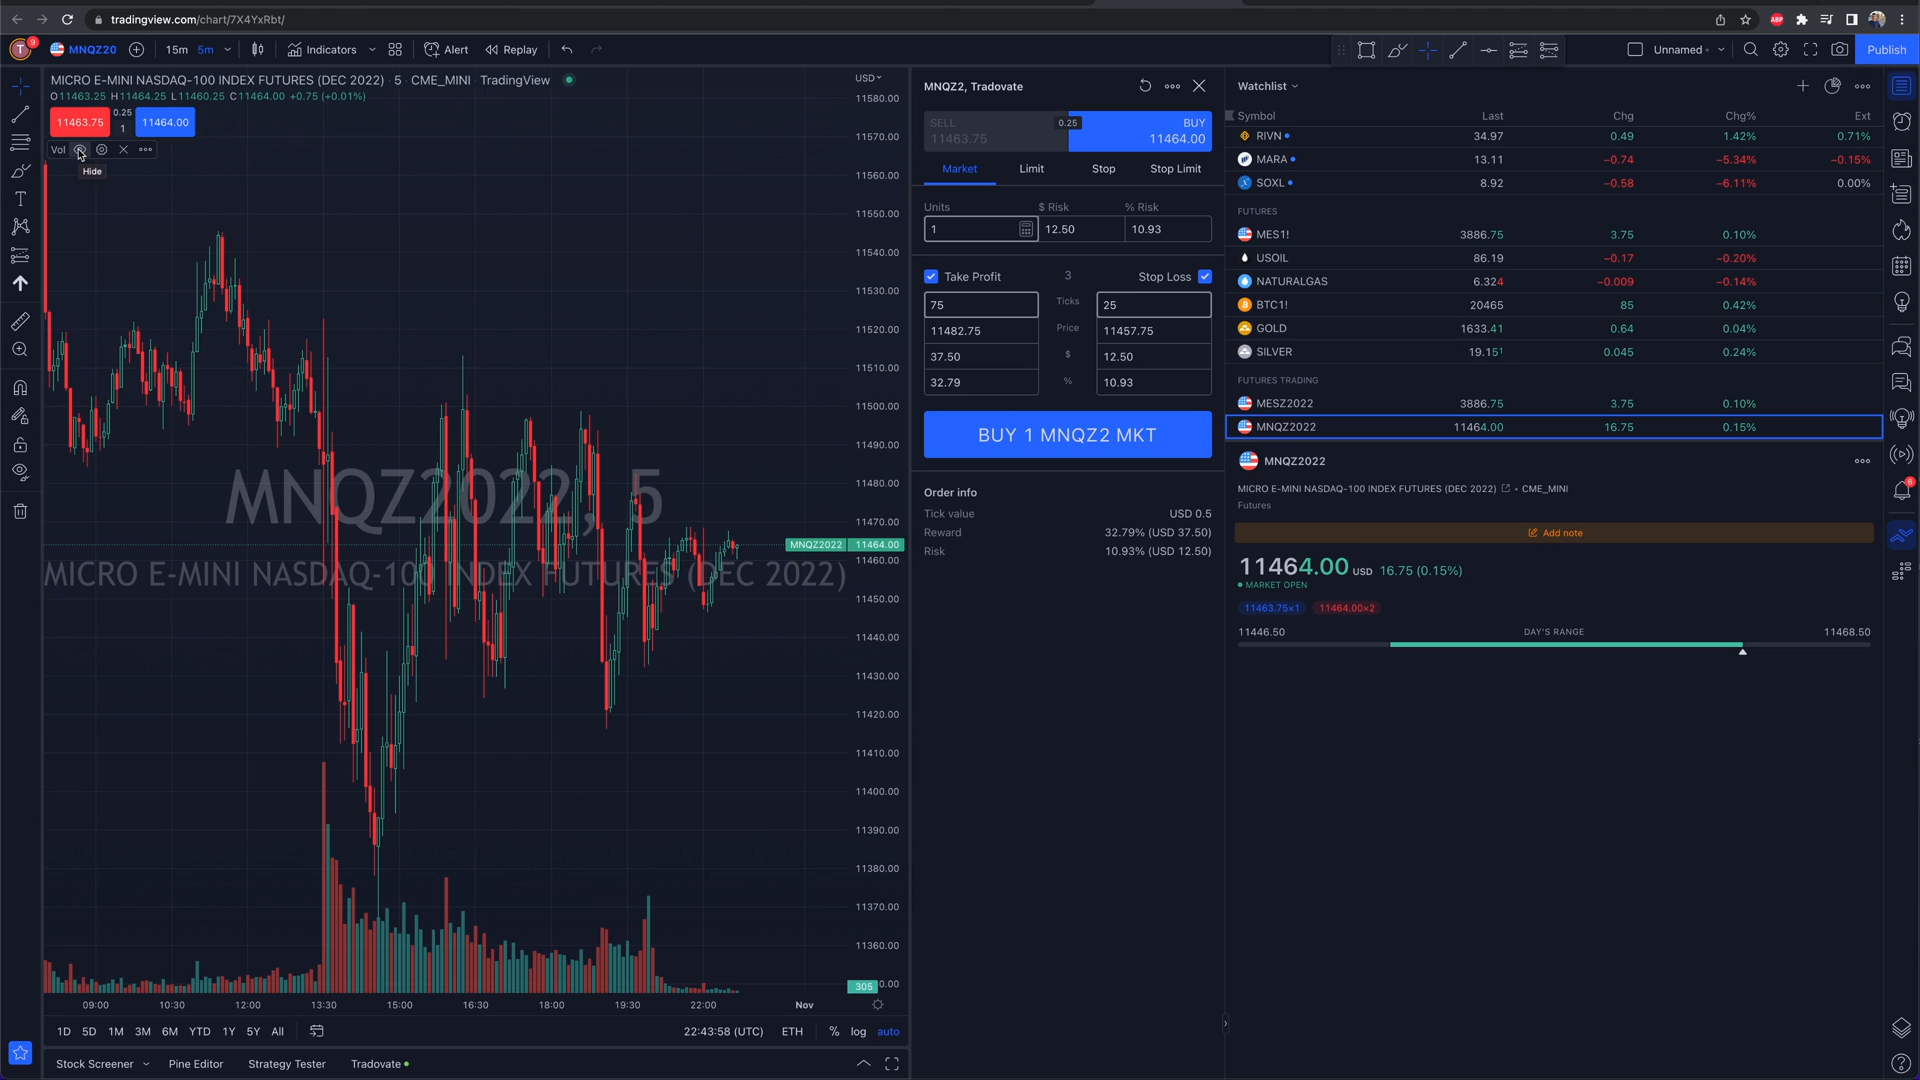 tradingview.com/chart/7X4YxRbt/
T 9 MNQZ20 15m 5m Indicators Alert Replay Unnamed Publish
MICRO E-MINI NASDAQ-100 INDEX FUTURES (DEC 2022) · 5 · CME_MINI · TradingView
O11463.25 H11464.25 L11460.25 C11464.00 +0.75 (+0.01%)
11463.75 0.25 1 11464.00
Vol
Hide
MNQZ2022, 5
MICRO E-MINI NASDAQ-100 INDEX FUTURES (DEC 2022)
USD
11580.00
11570.00
11560.00
11550.00
11540.00
11530.00
11520.00
11510.00
11500.00
11490.00
11480.00
11470.00
MNQZ2022 11464.00
11460.00
11450.00
11440.00
11430.00
11420.00
11410.00
11400.00
11390.00
11380.00
11370.00
11360.00
305 0.00
09:00 10:30 12:00 13:30 15:00 16:30 18:00 19:30 22:00 Nov
1D 5D 1M 3M 6M YTD 1Y 5Y All 22:43:58 (UTC) ETH % log auto
Stock Screener Pine Editor Strategy Tester Tradovate
MNQZ2, Tradovate
SELL 0.25 BUY
11463.75 11464.00
Market Limit Stop Stop Limit
Units $ Risk % Risk
1 12.50 10.93
Take Profit 3 Stop Loss
75 Ticks 25
11482.75 Price 11457.75
37.50 $ 12.50
32.79 % 10.93
BUY 1 MNQZ2 MKT
Order info
Tick value USD 0.5
Reward 32.79% (USD 37.50)
Risk 10.93% (USD 12.50)
Watchlist
Symbol Last Chg Chg% Ext
RIVN 34.97 0.49 1.42% 0.71%
MARA 13.11 −0.74 −5.34% −0.15%
SOXL 8.92 −0.58 −6.11% 0.00%
FUTURES
MES1! 3886.75 3.75 0.10%
USOIL 86.19 −0.17 −0.20%
NATURALGAS 6.324 −0.009 −0.14%
BTC1! 20465 85 0.42%
GOLD 1633.41 0.64 0.04%
SILVER 19.15¹ 0.045 0.24%
FUTURES TRADING
MESZ2022 3886.75 3.75 0.10%
MNQZ2022 11464.00 16.75 0.15%
MNQZ2022
MICRO E-MINI NASDAQ-100 INDEX FUTURES (DEC 2022) • CME_MINI
Futures
Add note
11464.00 USD 16.75 (0.15%)
MARKET OPEN
11463.75×1 11464.00×2
11446.50 DAY'S RANGE 11468.50
ABP
6